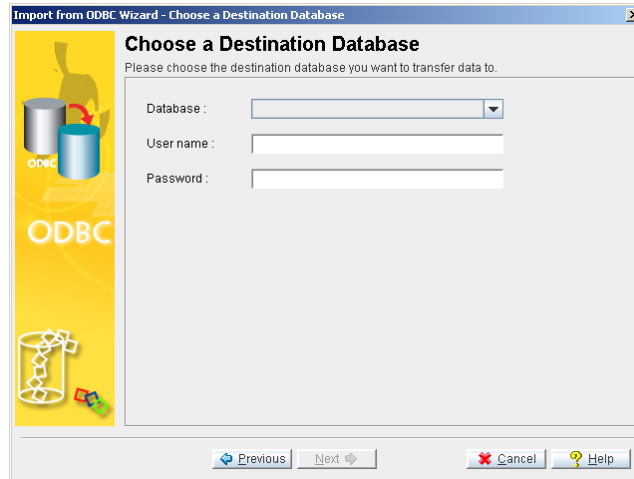 Import from ODBC Wizard - Choose a Destination Database
Choose a Destination Database
Please choose the destination database you want to transfer data to.
Database :
User name :
Password :
ODBC
ODBC
Previous
Next
Cancel
Help